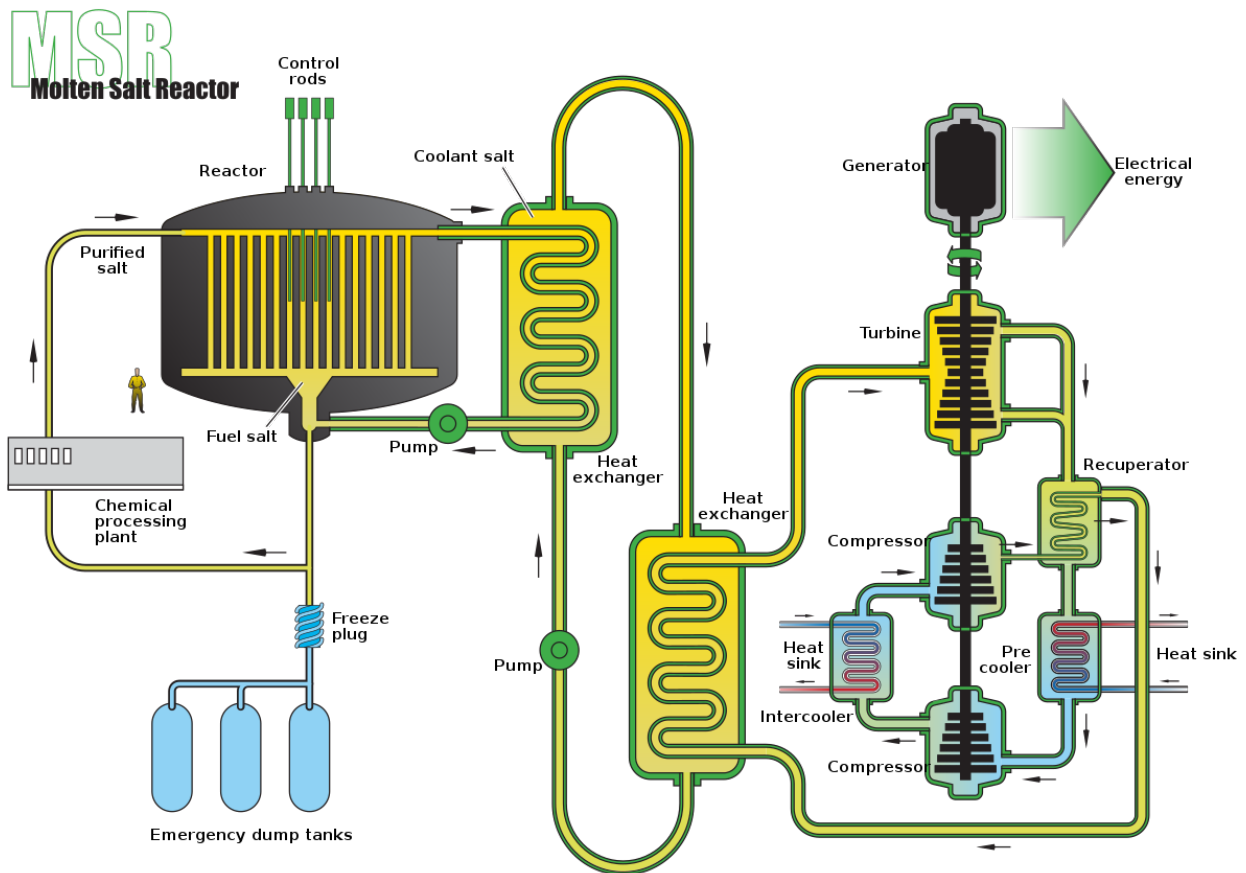 MSR
Molten Salt Reactor
Control
rods
Reactor
Coolant salt
Generator
Electrical
energy
Purified
salt
Turbine
Fuel salt
Pump
Heat
exchanger
Recuperator
Chemical
processing
plant
Heat
exchanger
Compressor
Freeze
plug
Pump
Heat
sink
Pre
cooler
Heat sink
Intercooler
Compressor
Emergency dump tanks